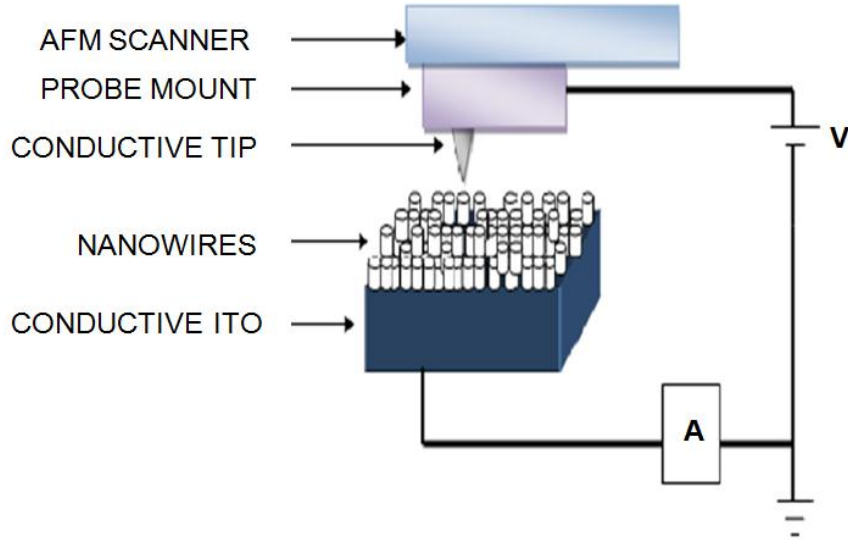 AFM SCANNER
PROBE MOUNT
CONDUCTIVE TIP
V
NANOWIRES
CONDUCTIVE ITO
A